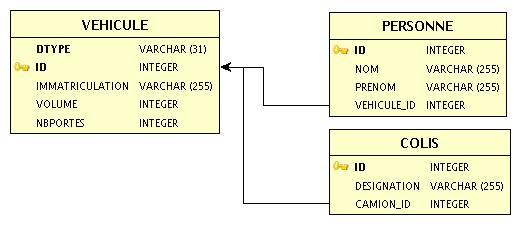 VEHICULE
DTYPE VARCHAR (31)
ID INTEGER
IMMATRICULATION VARCHAR (255)
VOLUME INTEGER
NBPORTES INTEGER
PERSONNE
ID INTEGER
NOM VARCHAR (255)
PRENOM VARCHAR (255)
VEHICULE_ID INTEGER
COLIS
ID INTEGER
DESIGNATION VARCHAR (255)
CAMION_ID INTEGER